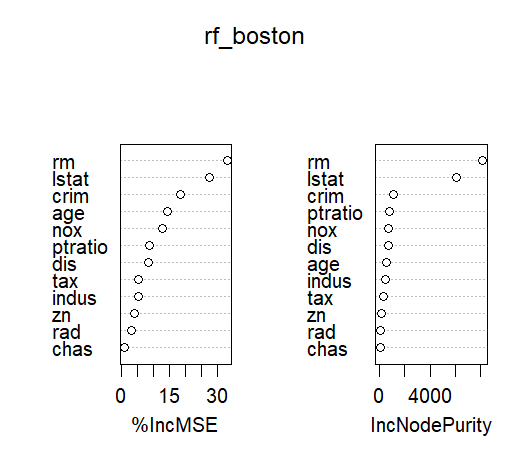 rf_boston
rm
lstat
crim
age
nox
ptratio
dis
tax
indus
zn
rad
chas
0 15 30
%IncMSE
rm
lstat
crim
ptratio
nox
dis
age
indus
tax
zn
rad
chas
0 4000
IncNodePurity